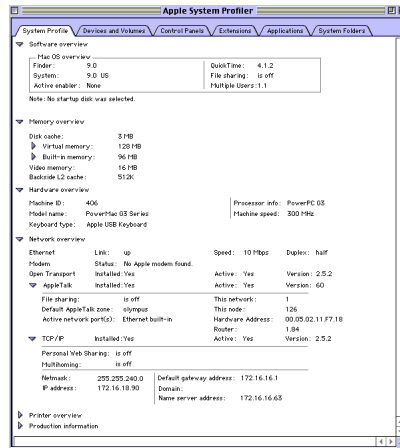 Apple System Profiler
System Profile Devices and Volumes Control Panels Extensions Applications System Folders
Software overview
Mac OS overview
Finder: 9.0 QuickTime: 4.1.2
System: 9.0 US File sharing: is off
Active enabler: None Multiple Users: 1.1
Note: No startup disk was selected.
Memory overview
Disk cache: 3 MB
Virtual memory: 128 MB
Built-in memory: 96 MB
Video memory: 16 MB
Backside L2 cache: 512K
Hardware overview
Machine ID: 406 Processor info: PowerPC G3
Model name: PowerMac G3 Series Machine speed: 300 MHz
Keyboard type: Apple USB Keyboard
Network overview
Ethernet Link: up Speed: 10 Mbps Duplex: half
Modem Status: No Apple modem found.
Open Transport Installed: Yes Active: Yes Version: 2.5.2
AppleTalk Installed: Yes Active: Yes Version: 60
File sharing: is off This network: 1
Default AppleTalk zone: olympus This node: 126
Active network port(s): Ethernet built-in Hardware Address: 00.05.02.11.F7.18
Router: 1.84
TCP/IP Installed: Yes Active: Yes Version: 2.5.2
Personal Web Sharing: is off
Multihoming: is off
Netmask: 255.255.240.0 Default gateway address: 172.16.16.1
IP address: 172.16.18.90 Domain:
Name server address: 172.16.16.63
Printer overview
Production information